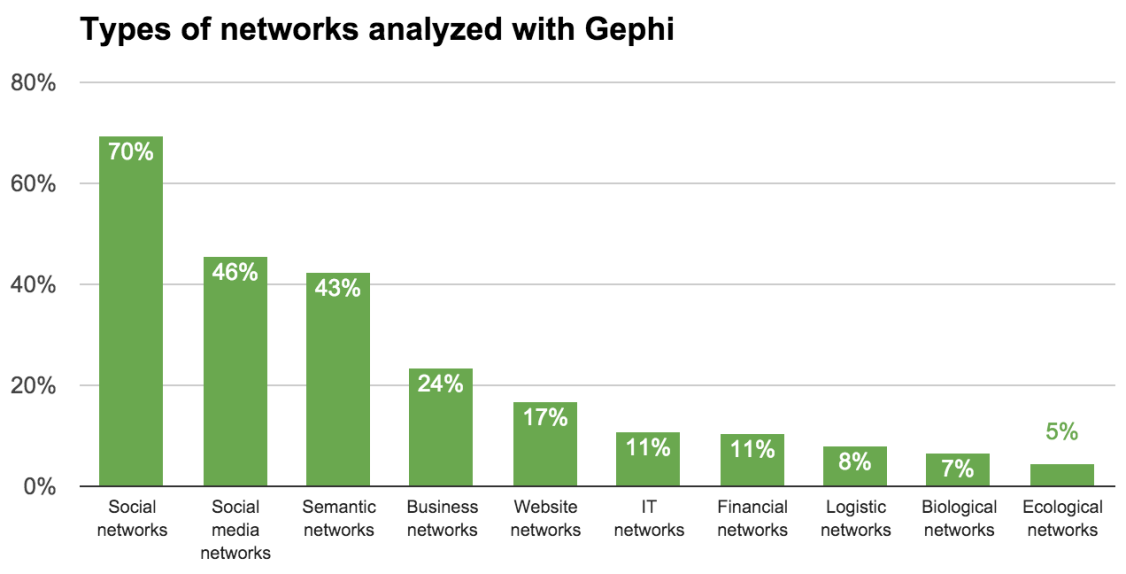 Types of networks analyzed with Gephi
80%
60%
40%
20%
0%
70%
46%
43%
24%
17%
11%
11%
8%
7%
5%
Social
networks
Social
media
networks
Semantic
networks
Business
networks
Website
networks
IT
networks
Financial
networks
Logistic
networks
Biological
networks
Ecological
networks